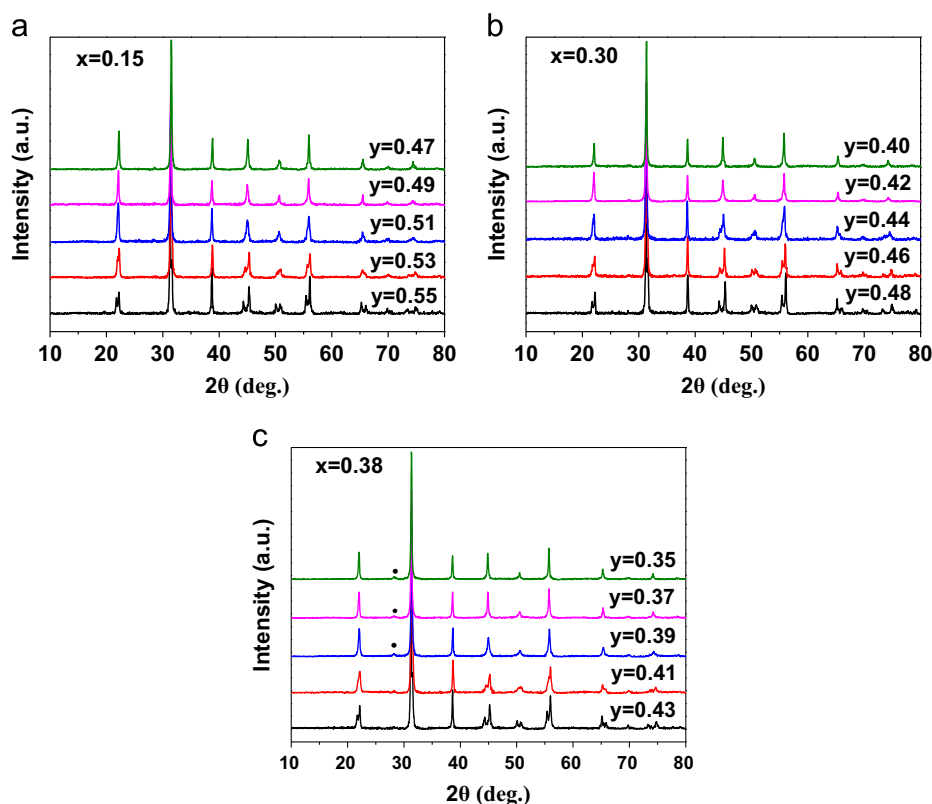 a
x=0.15
Intensity (a.u.)
y=0.47
y=0.49
y=0.51
y=0.53
y=0.55
10 20 30 40 50 60 70 80
2θ (deg.)
b
x=0.30
Intensity (a.u.)
y=0.40
y=0.42
y=0.44
y=0.46
y=0.48
10 20 30 40 50 60 70 80
2θ (deg.)
c
x=0.38
Intensity (a.u.)
y=0.35
y=0.37
y=0.39
y=0.41
y=0.43
10 20 30 40 50 60 70 80
2θ (deg.)